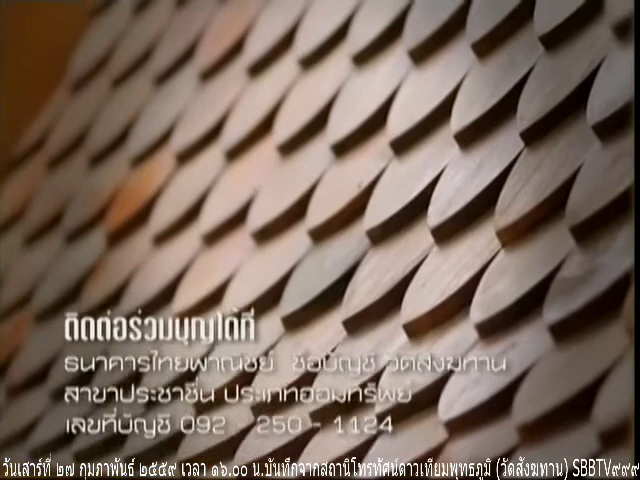 ติดต่อร่วมบุญได้ที่
ธนาคารไทยพาณิชย์ ชื่อบัญชี วัดสังฆทาน
สาขาประชาชื่น ประเภทออมทรัพย์
เลขที่บัญชี 092 - 250 - 1124
วันเสาร์ที่ ๒๗ กุมภาพันธ์ ๒๕๕๙ เวลา ๑๖.๐๐ น.บันทึกจากสถานีโทรทัศน์ดาวเทียมพุทธภูมิ (วัดสังฆทาน) SBBTV๙๙๙